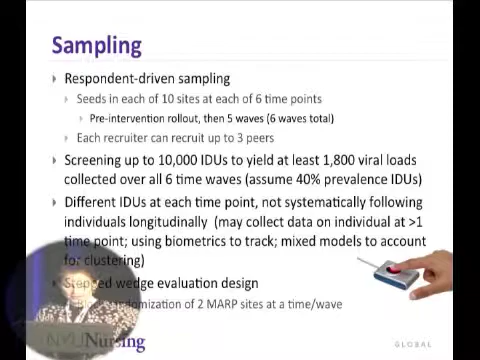 Sampling
Respondent-driven sampling
Seeds in each of 10 sites at each of 6 time points
Pre-intervention rollout, then 5 waves (6 waves total)
Each recruiter can recruit up to 3 peers
Screening up to 10,000 IDUs to yield at least 1,800 viral loads
collected over all 6 time waves (assume 40% prevalence IDUs)
Different IDUs at each time point, not systematically following
individuals longitudinally (may collect data on individual at >1
time point; using biometrics to track; mixed models to account
for clustering)
Stepped wedge evaluation design
randomization of 2 MARP sites at a time/wave
NYU Nursing
GLOBAL